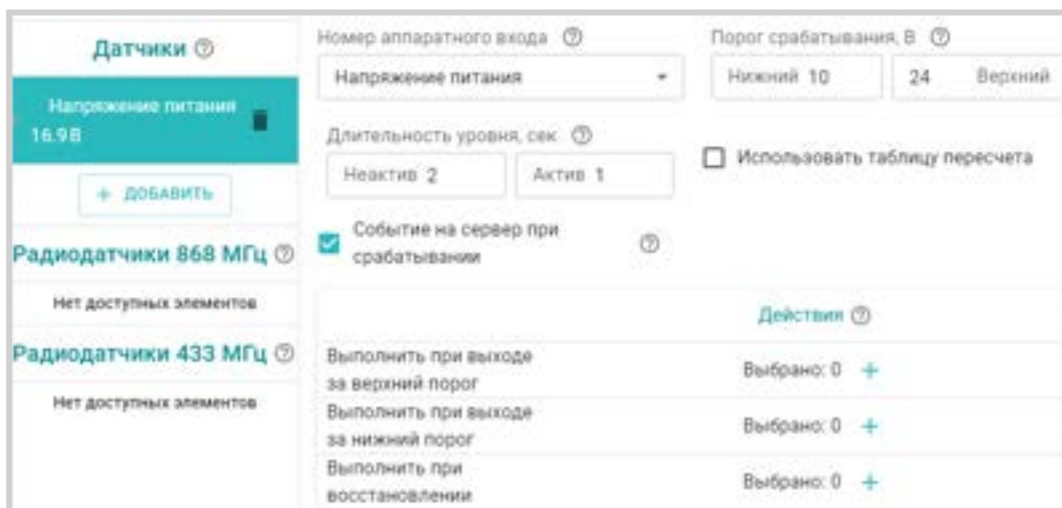 Датчики
Напряжение питания
16.9 В
+ ДОБАВИТЬ
Радиодатчики 868 МГц
Нет доступных элементов
Радиодатчики 433 МГц
Нет доступных элементов
Номер аппаратного входа
Напряжение питания
Порог срабатывания, В
Нижний 10
24 Верхний
Длительность уровня, сек
Неактив 2
Актив 1
Использовать таблицу пересчета
Событие на сервер при
срабатывании
Действия
Выполнить при выходе
за верхний порог
Выбрано: 0 +
Выполнить при выходе
за нижний порог
Выбрано: 0 +
Выполнить при
восстановлении
Выбрано: 0 +